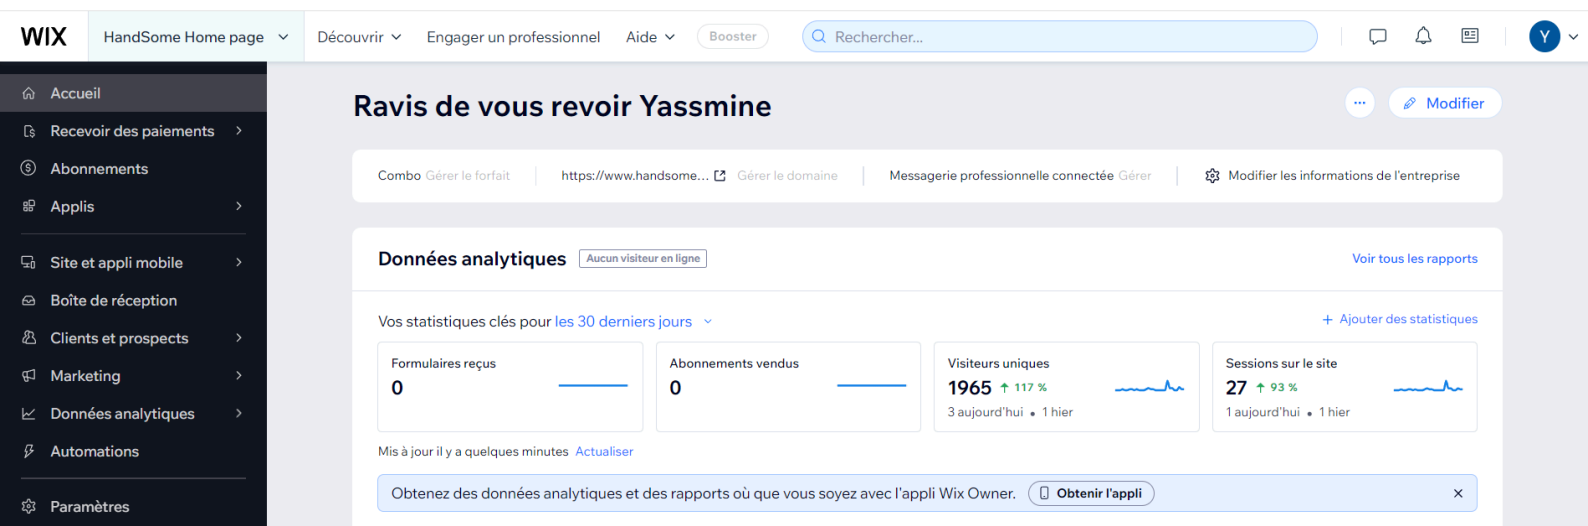 WIX
HandSome Home page
Découvrir
Engager un professionnel
Aide
Booster
Rechercher...
Y
Accueil
Recevoir des paiements
Abonnements
Applis
Site et appli mobile
Boîte de réception
Clients et prospects
Marketing
Données analytiques
Automations
Paramètres
Ravis de vous revoir Yassmine
Modifier
Combo Gérer le forfait
https://www.handsome... Gérer le domaine
Messagerie professionnelle connectée Gérer
Modifier les informations de l'entreprise
Données analytiques
Aucun visiteur en ligne
Voir tous les rapports
Vos statistiques clés pour les 30 derniers jours
+ Ajouter des statistiques
Formulaires reçus
0
Abonnements vendus
0
Visiteurs uniques
1965 ↑ 117 %
3 aujourd'hui • 1 hier
Sessions sur le site
27 ↑ 93 %
1 aujourd'hui • 1 hier
Mis à jour il y a quelques minutes Actualiser
Obtenez des données analytiques et des rapports où que vous soyez avec l'appli Wix Owner.
Obtenir l'appli